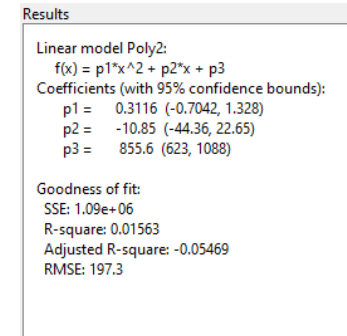 Results
Linear model Poly2:
f(x) = p1*x^2 + p2*x + p3
Coefficients (with 95% confidence bounds):
p1 = 0.3116 (-0.7042, 1.328)
p2 = -10.85 (-44.36, 22.65)
p3 = 855.6 (623, 1088)
Goodness of fit:
SSE: 1.09e+06
R-square: 0.01563
Adjusted R-square: -0.05469
RMSE: 197.3